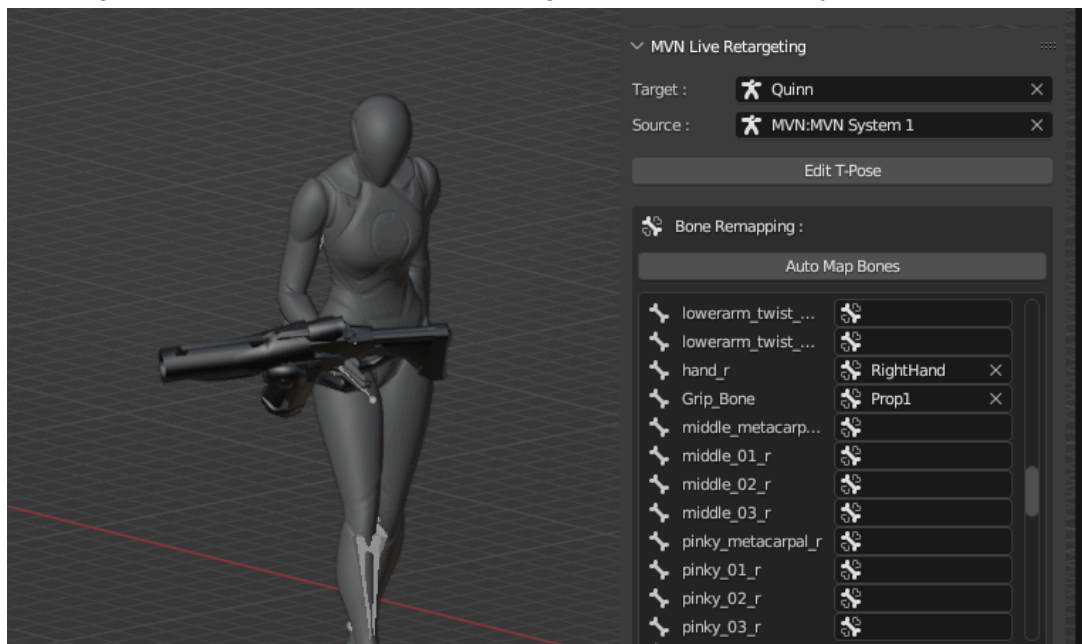 MVN Live Retargeting
Target :
Quinn
Source :
MVN:MVN System 1
Edit T-Pose
Bone Remapping :
Auto Map Bones
lowerarm_twist_...
lowerarm_twist_...
hand_r
RightHand
Grip_Bone
Prop1
middle_metacarp...
middle_01_r
middle_02_r
middle_03_r
pinky_metacarpal_r
pinky_01_r
pinky_02_r
pinky_03_r